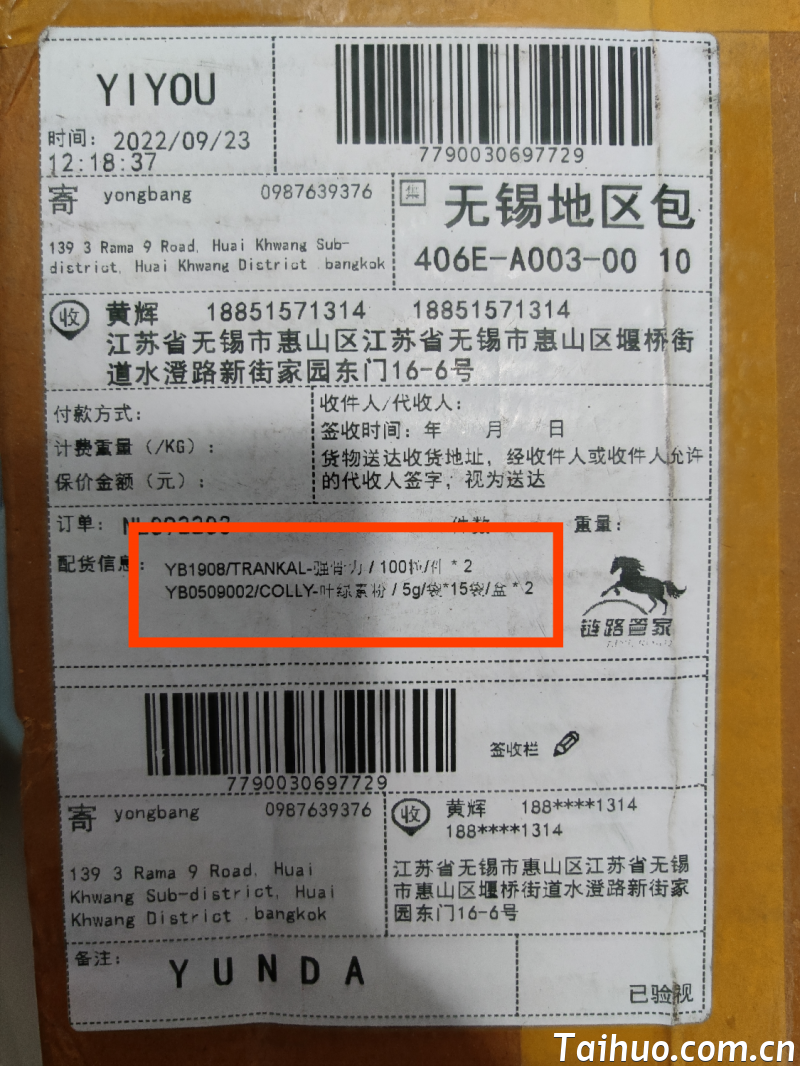 YIYOU
时间: 2022/09/23
12:18:37
7790030697729
寄 yongbang 0987639376
139 3 Rama 9 Road, Huai Khwang Sub-
district, Huai Khwang District .bangkok
集 无锡地区包
406E-A003-00 10
收 黄辉 18851571314 18851571314
江苏省无锡市惠山区江苏省无锡市惠山区堰桥街
道水澄路新街家园东门16-6号
付款方式:
计费重量(/KG):
保价金额(元):
收件人/代收人:
签收时间: 年 月 日
货物送达收货地址, 经收件人或收件人允许
的代收人签字, 视为送达
订单: 件数 重量:
配货信息: YB1908/TRANKAL-强骨力 / 100粒/件 * 2
YB0509002/COLLY-叶绿素粉 / 5g/袋*15袋/盒 * 2
链路管家
7790030697729
签收栏
寄 yongbang 0987639376
139 3 Rama 9 Road, Huai
Khwang Sub-district, Huai
Khwang District .bangkok
收 黄辉 188****1314
188****1314
江苏省无锡市惠山区江苏省无锡
市惠山区堰桥街道水澄路新街家
园东门16-6号
备注: YUNDA
已验视
Taihuo.com.cn